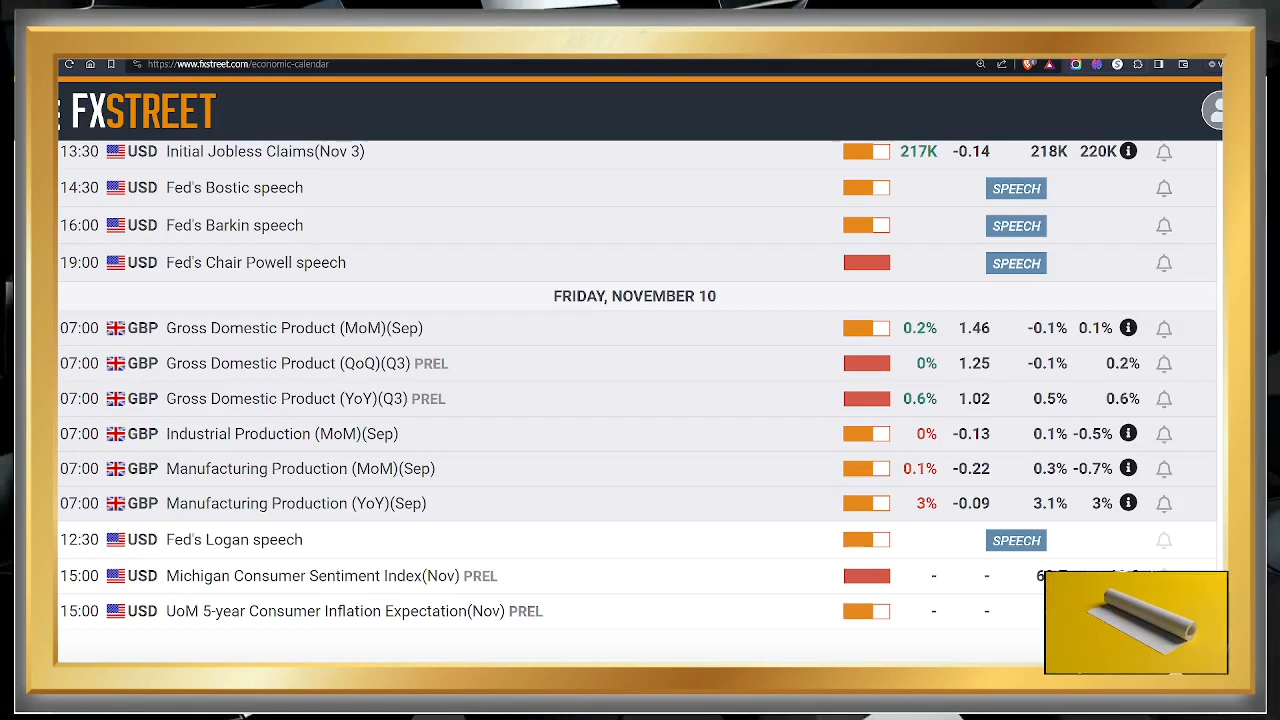 https://www.fxstreet.com/economic-calendar
FXSTREET
13:30 USD Initial Jobless Claims(Nov 3) 217K -0.14 218K 220K
14:30 USD Fed's Bostic speech SPEECH
16:00 USD Fed's Barkin speech SPEECH
19:00 USD Fed's Chair Powell speech SPEECH
FRIDAY, NOVEMBER 10
07:00 GBP Gross Domestic Product (MoM)(Sep) 0.2% 1.46 -0.1% 0.1%
07:00 GBP Gross Domestic Product (QoQ)(Q3) PREL 0% 1.25 -0.1% 0.2%
07:00 GBP Gross Domestic Product (YoY)(Q3) PREL 0.6% 1.02 0.5% 0.6%
07:00 GBP Industrial Production (MoM)(Sep) 0% -0.13 0.1% -0.5%
07:00 GBP Manufacturing Production (MoM)(Sep) 0.1% -0.22 0.3% -0.7%
07:00 GBP Manufacturing Production (YoY)(Sep) 3% -0.09 3.1% 3%
12:30 USD Fed's Logan speech SPEECH
15:00 USD Michigan Consumer Sentiment Index(Nov) PREL - -
15:00 USD UoM 5-year Consumer Inflation Expectation(Nov) PREL - -